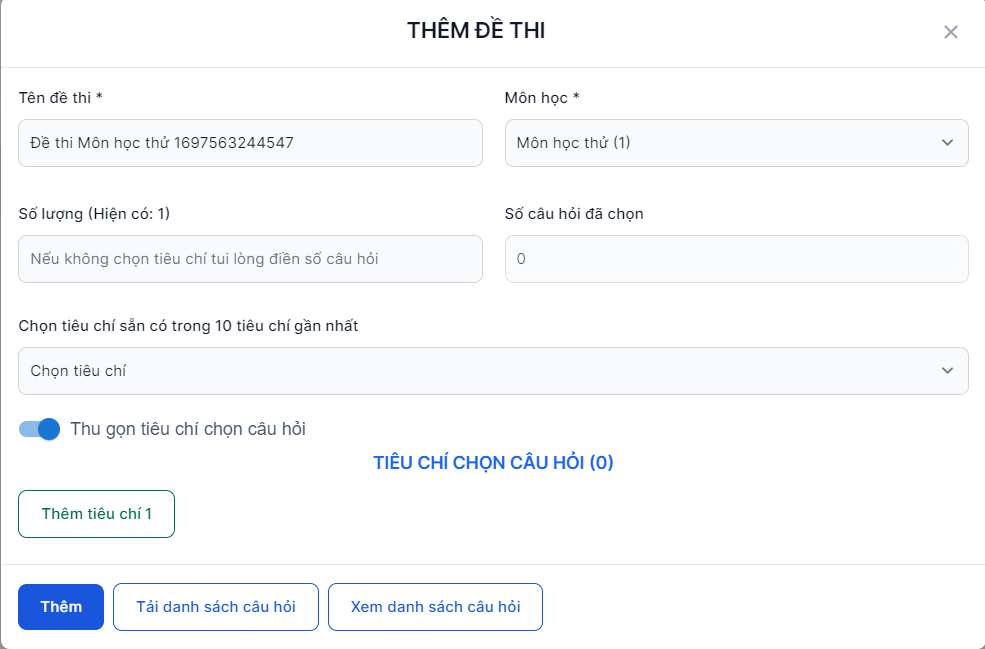 THÊM ĐỀ THI
Tên đề thi *
Môn học *
Đề thi Môn học thử 1697563244547
Môn học thử (1)
Số lượng (Hiện có: 1)
Số câu hỏi đã chọn
Nếu không chọn tiêu chí tui lòng điền số câu hỏi
0
Chọn tiêu chí sẵn có trong 10 tiêu chí gần nhất
Chọn tiêu chí
Thu gọn tiêu chí chọn câu hỏi
TIÊU CHÍ CHỌN CÂU HỎI (0)
Thêm tiêu chí 1
Thêm
Tải danh sách câu hỏi
Xem danh sách câu hỏi